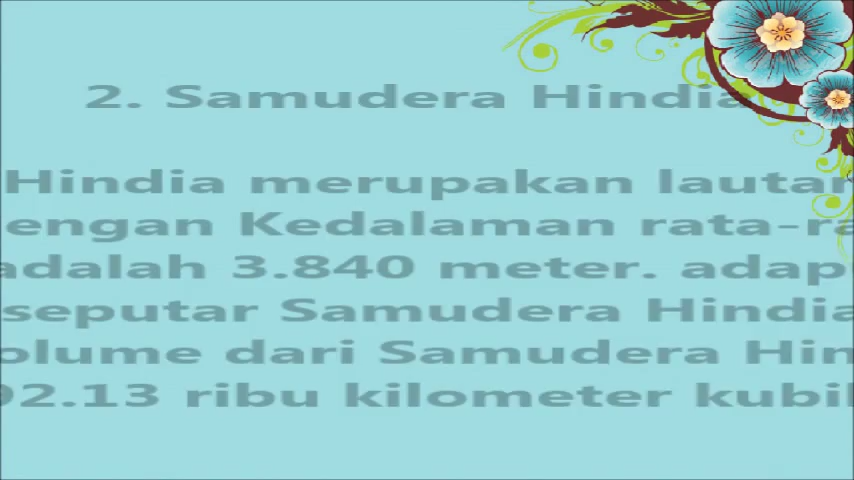 2. Samudera Hindia
Hindia merupakan lautan
engan Kedalaman rata-ra
adalah 3.840 meter. adap
seputar Samudera Hindia
olume dari Samudera Hin
92.13 ribu kilometer kubi